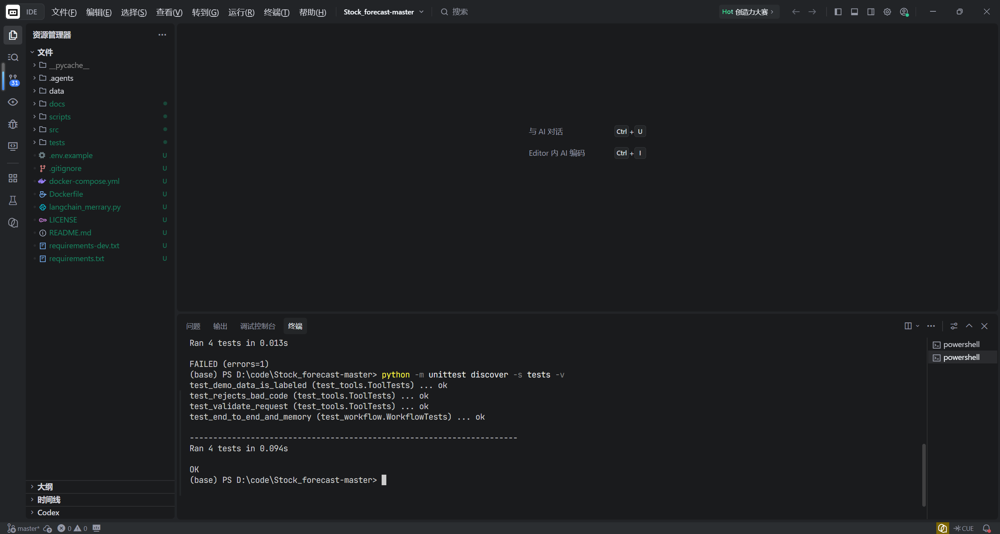 IDE 文件(F) 编辑(E) 选择(S) 查看(V) 转到(G) 运行(R) 终端(T) 帮助(H) Stock_forecast-master 搜索 Hot 创造力大赛
资源管理器
文件
__pycache__
.agents
data
docs
scripts
src
tests
.env.example U
.gitignore U
docker-compose.yml U
Dockerfile U
langchain_merrary.py U
LICENSE U
README.md U
requirements-dev.txt U
requirements.txt U
31
大纲
时间线
Codex
与 AI 对话 Ctrl + U
Editor 内 AI 编码 Ctrl + I
问题 输出 调试控制台 终端
Ran 4 tests in 0.013s
FAILED (errors=1)
(base) PS D:\code\Stock_forecast-master> python -m unittest discover -s tests -v
test_demo_data_is_labeled (test_tools.ToolTests) ... ok
test_rejects_bad_code (test_tools.ToolTests) ... ok
test_validate_request (test_tools.ToolTests) ... ok
test_end_to_end_and_memory (test_workflow.WorkflowTests) ... ok
----------------------------------------------------------------------
Ran 4 tests in 0.094s
OK
(base) PS D:\code\Stock_forecast-master>
powershell
powershell
master* 0 0 CUE